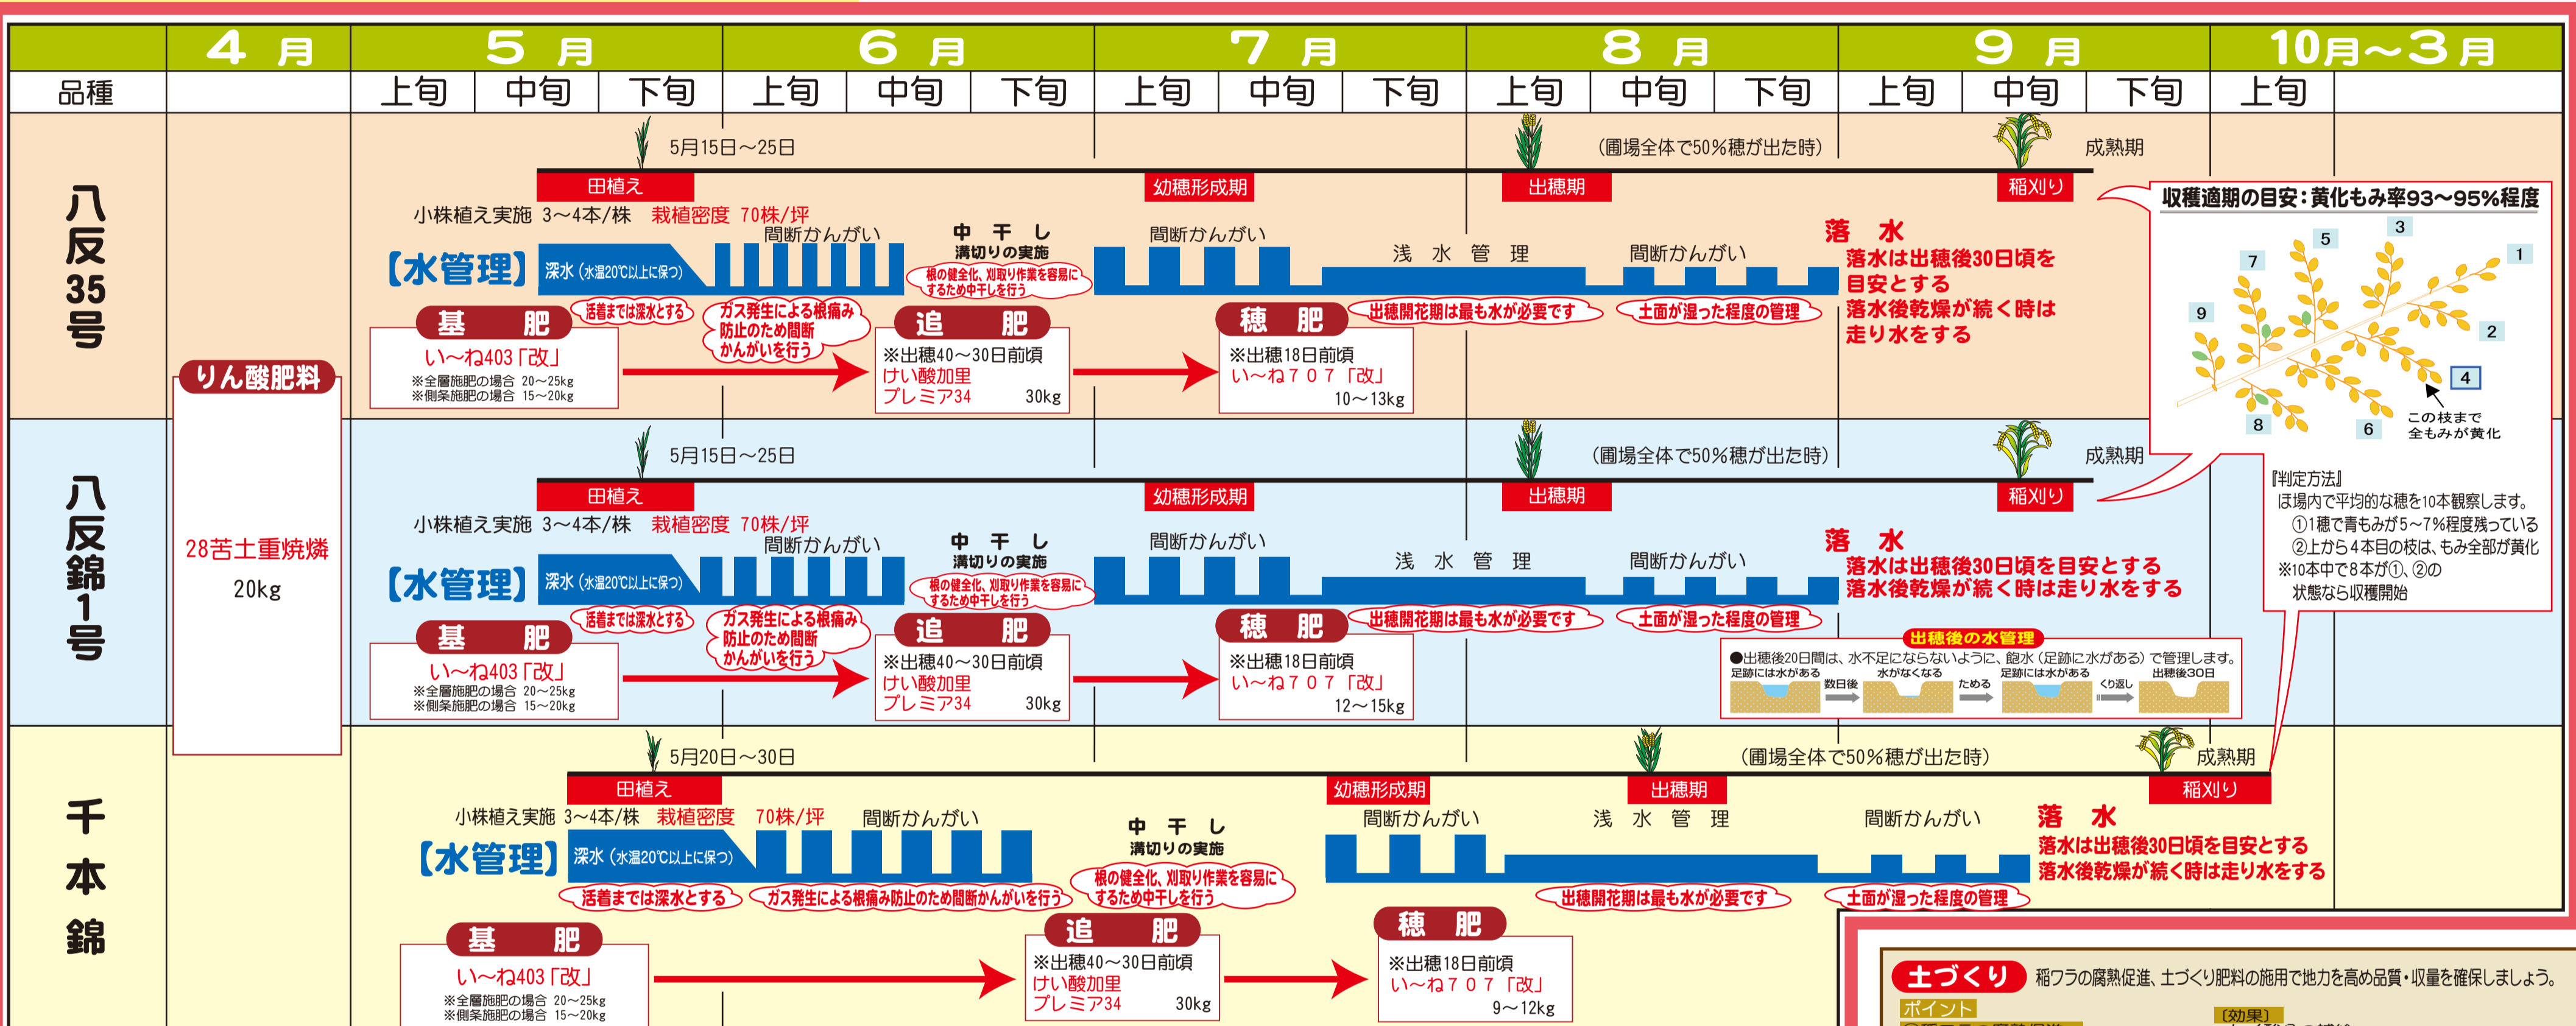 4 月
5 月
6 月
7 月
8 月
9 月
10月～3月
品種
上旬 中旬 下旬 上旬 中旬 下旬 上旬 中旬 下旬 上旬 中旬 下旬 上旬 中旬 下旬 上旬
りん酸肥料
28苦土重焼燐
20kg
八反35号
5月15日～25日
(圃場全体で50%穂が出た時)
成熟期
田植え
幼穂形成期
出穂期
稲刈り
小株植え実施 3～4本/株 栽植密度 70株/坪
【水管理】
深水(水温20℃以上に保つ)
間断かんがい
中 干 し
溝切りの実施
根の健全化、刈取り作業を容易に
するため中干しを行う
間断かんがい
浅 水 管 理
間断かんがい
落 水
落水は出穂後30日頃を
目安とする
落水後乾燥が続く時は
走り水をする
活着までは深水とする
ガス発生による根痛み
防止のため間断
かんがいを行う
出穂開花期は最も水が必要です
土面が湿った程度の管理
基 肥
い～ね403「改」
※全層施肥の場合 20～25kg
※側条施肥の場合 15～20kg
追 肥
※出穂40～30日前頃
けい酸加里
プレミア34 30kg
穂 肥
※出穂18日前頃
い～ね707「改」
10～13kg
収穫適期の目安:黄化もみ率93～95%程度
1
2
3
4
5
6
7
8
9
この枝まで
全もみが黄化
『判定方法』
ほ場内で平均的な穂を10本観察します。
①1穂で青もみが5～7%程度残っている
②上から4本目の枝は、もみ全部が黄化
※10本中で8本が①、②の
状態なら収穫開始
八反錦1号
5月15日～25日
(圃場全体で50%穂が出た時)
成熟期
田植え
幼穂形成期
出穂期
稲刈り
小株植え実施 3～4本/株 栽植密度 70株/坪
【水管理】
深水(水温20℃以上に保つ)
間断かんがい
中 干 し
溝切りの実施
根の健全化、刈取り作業を容易に
するため中干しを行う
間断かんがい
浅 水 管 理
間断かんがい
落 水
落水は出穂後30日頃を目安とする
落水後乾燥が続く時は走り水をする
活着までは深水とする
ガス発生による根痛み
防止のため間断
かんがいを行う
出穂開花期は最も水が必要です
土面が湿った程度の管理
基 肥
い～ね403「改」
※全層施肥の場合 20～25kg
※側条施肥の場合 15～20kg
追 肥
※出穂40～30日前頃
けい酸加里
プレミア34 30kg
穂 肥
※出穂18日前頃
い～ね707「改」
12～15kg
出穂後の水管理
●出穂後20日間は、水不足にならないように、飽水(足跡に水がある)で管理します。
足跡には水がある 水がなくなる 足跡には水がある 出穂後30日
数日後 ためる くり返し
千本錦
5月20日～30日
(圃場全体で50%穂が出た時)
成熟期
田植え
幼穂形成期
出穂期
稲刈り
小株植え実施 3～4本/株 栽植密度 70株/坪
【水管理】
深水(水温20℃以上に保つ)
間断かんがい
中 干 し
溝切りの実施
根の健全化、刈取り作業を容易に
するため中干しを行う
間断かんがい
浅 水 管 理
間断かんがい
落 水
落水は出穂後30日頃を目安とする
落水後乾燥が続く時は走り水をする
活着までは深水とする
ガス発生による根痛み防止のため間断かんがいを行う
出穂開花期は最も水が必要です
土面が湿った程度の管理
基 肥
い～ね403「改」
※全層施肥の場合 20～25kg
※側条施肥の場合 15～20kg
追 肥
※出穂40～30日前頃
けい酸加里
プレミア34 30kg
穂 肥
※出穂18日前頃
い～ね707「改」
9～12kg
土づくり
稲ワラの腐熟促進、土づくり肥料の施用で地力を高め品質・収量を確保しましょう。
ポイント
〔効果〕